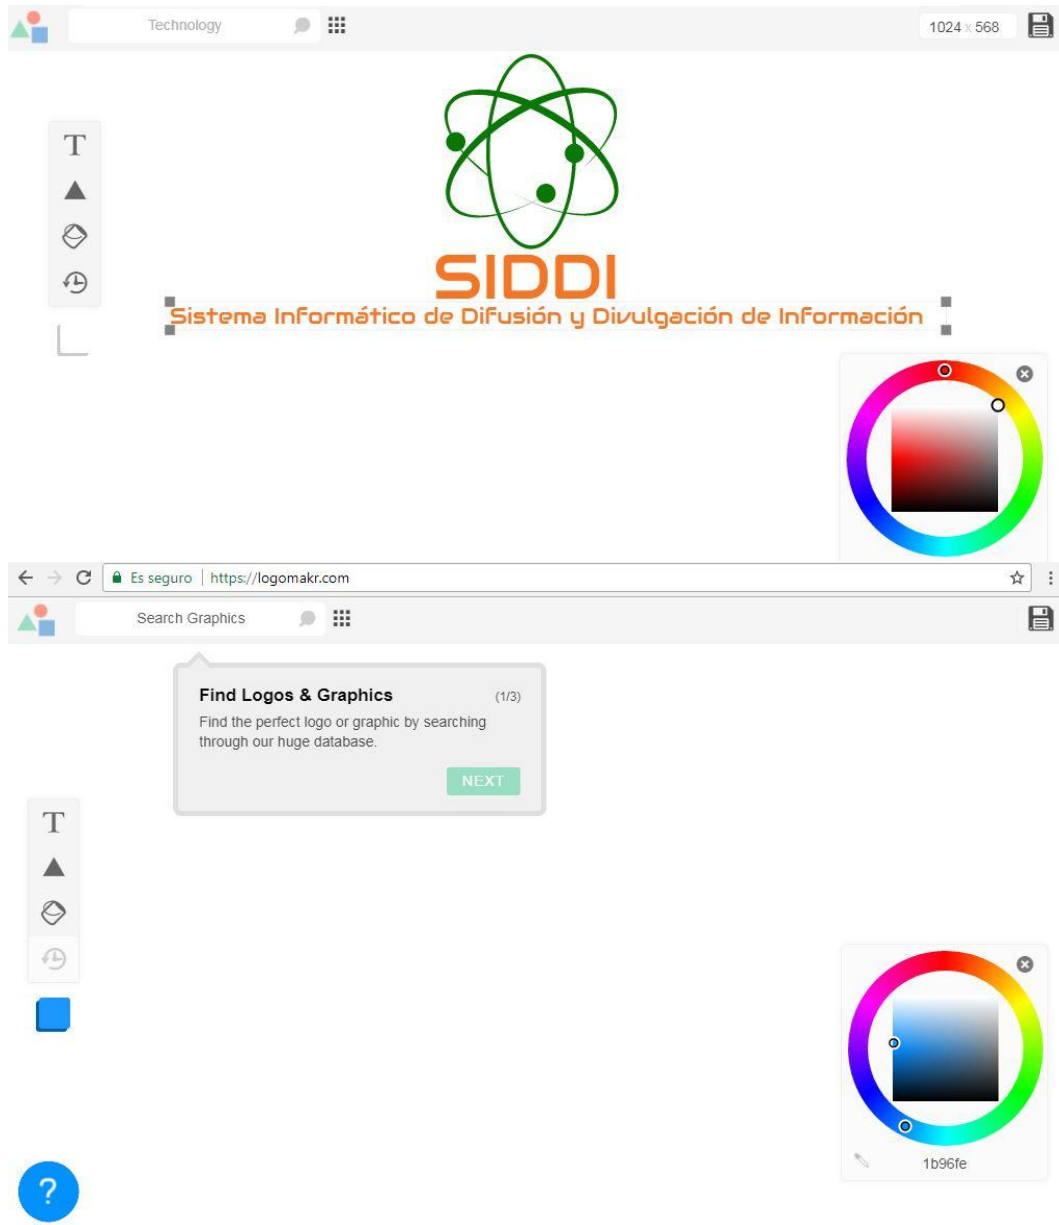 Technology
1024 x 568
T
SIDDI
Sistema Informático de Difusión y Divulgación de Información
Es seguro | https://logomakr.com
Search Graphics
Find Logos & Graphics (1/3)
Find the perfect logo or graphic by searching
through our huge database.
NEXT
T
1b96fe
?